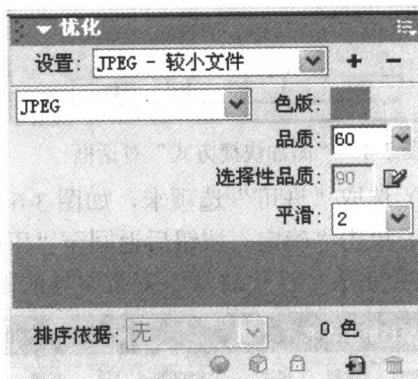 优化
设置: JPEG - 较小文件
JPEG 色版:
品质: 60
选择性品质: 90
平滑: 2
排序依据: 无 0 色